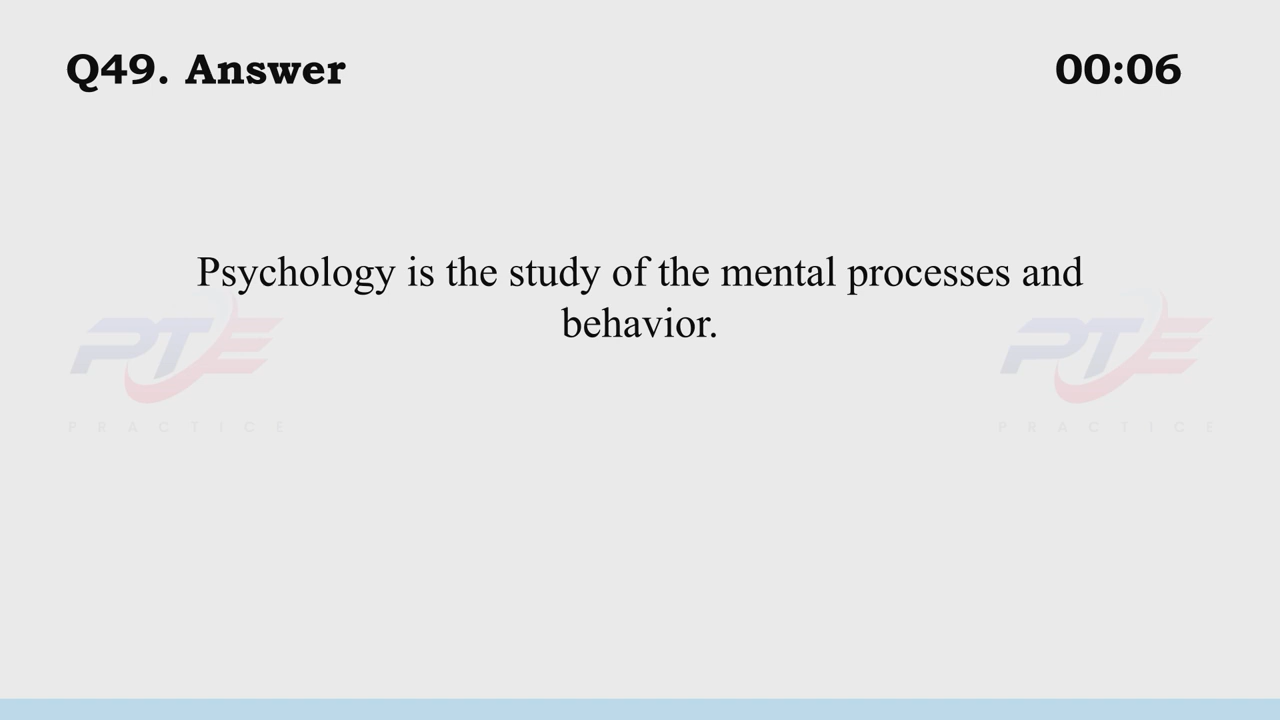 Q49. Answer
00:06
Psychology is the study of the mental processes and
behavior.
PTE
PRACTICE
PTE
PRACTICE